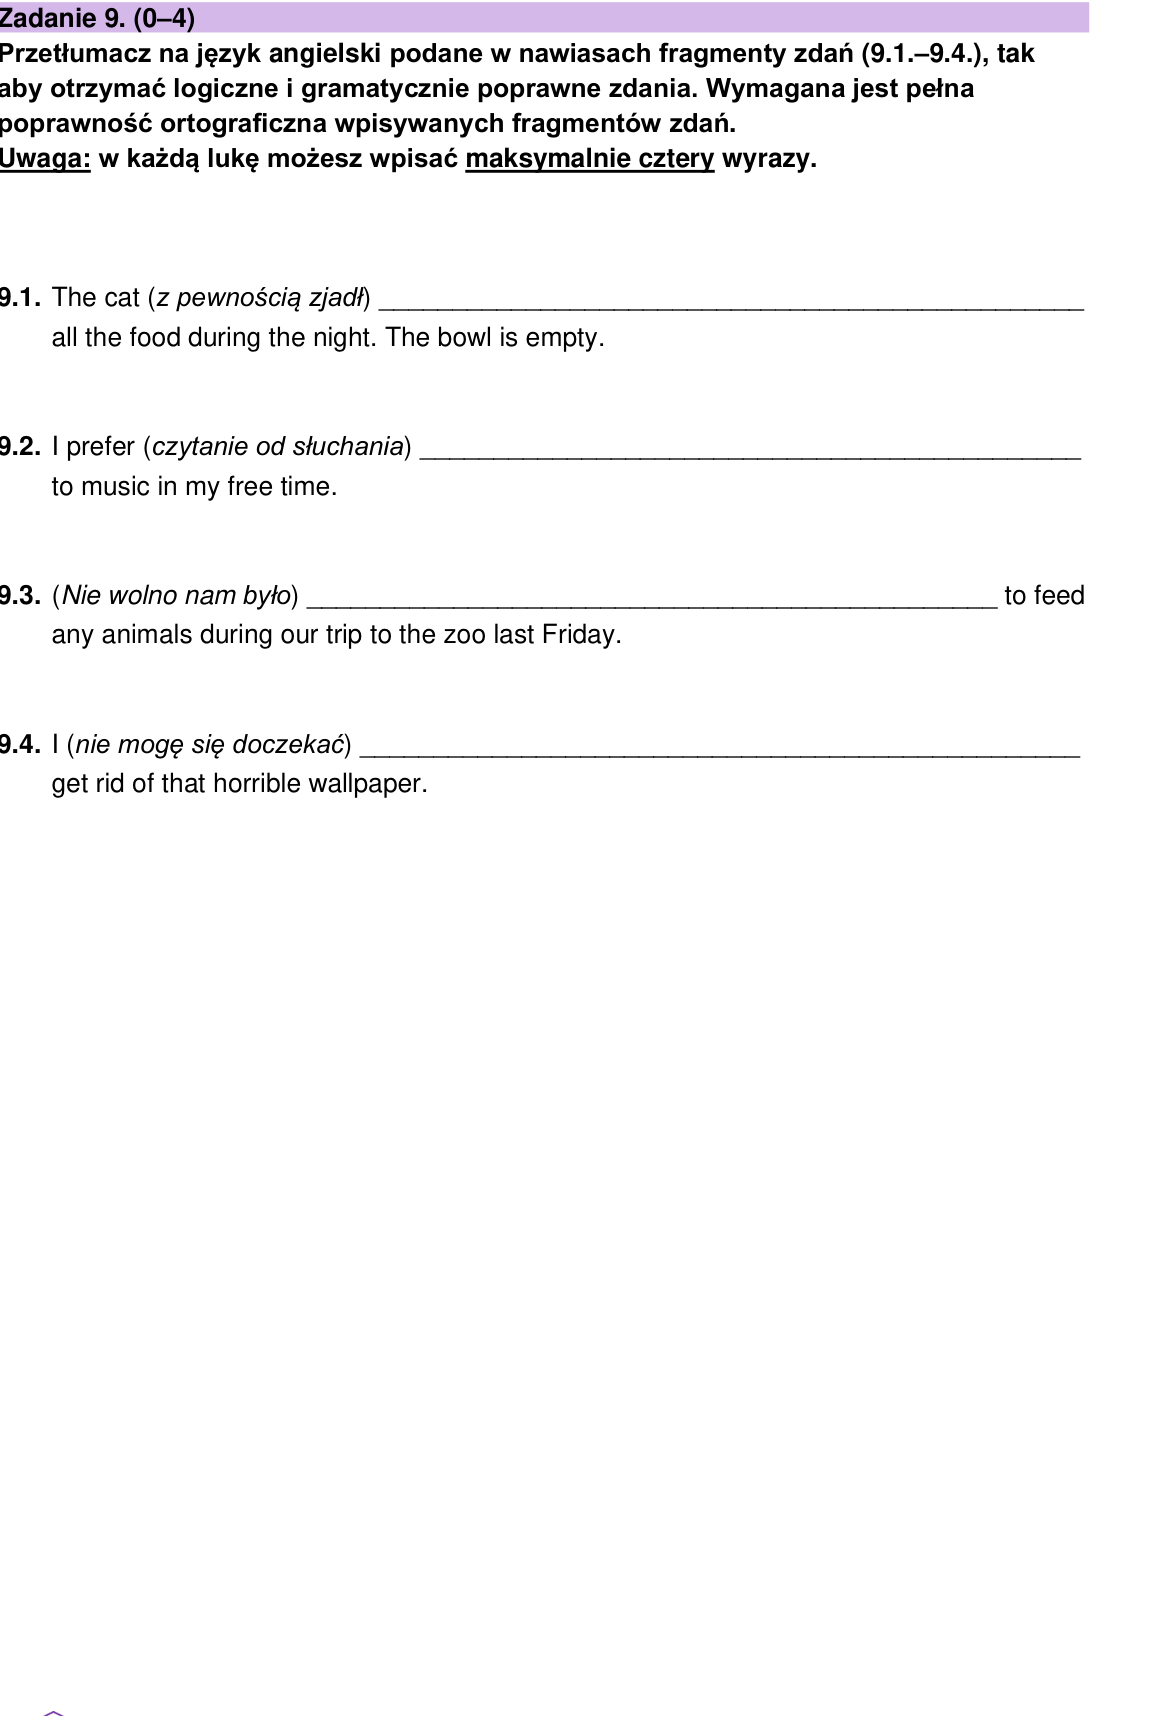 Zadanie 9. (0–4)
Przetłumacz na język angielski podane w nawiasach fragmenty zdań (9.1.–9.4.), tak
aby otrzymać logiczne i gramatycznie poprawne zdania. Wymagana jest pełna
poprawność ortograficzna wpisywanych fragmentów zdań.
Uwaga: w każdą lukę możesz wpisać maksymalnie cztery wyrazy.
9.1. The cat (z pewnością zjadł) ________________________________________________
all the food during the night. The bowl is empty.
9.2. I prefer (czytanie od słuchania) _____________________________________________
to music in my free time.
9.3. (Nie wolno nam było) _______________________________________________ to feed
any animals during our trip to the zoo last Friday.
9.4. I (nie mogę się doczekać) _________________________________________________
get rid of that horrible wallpaper.